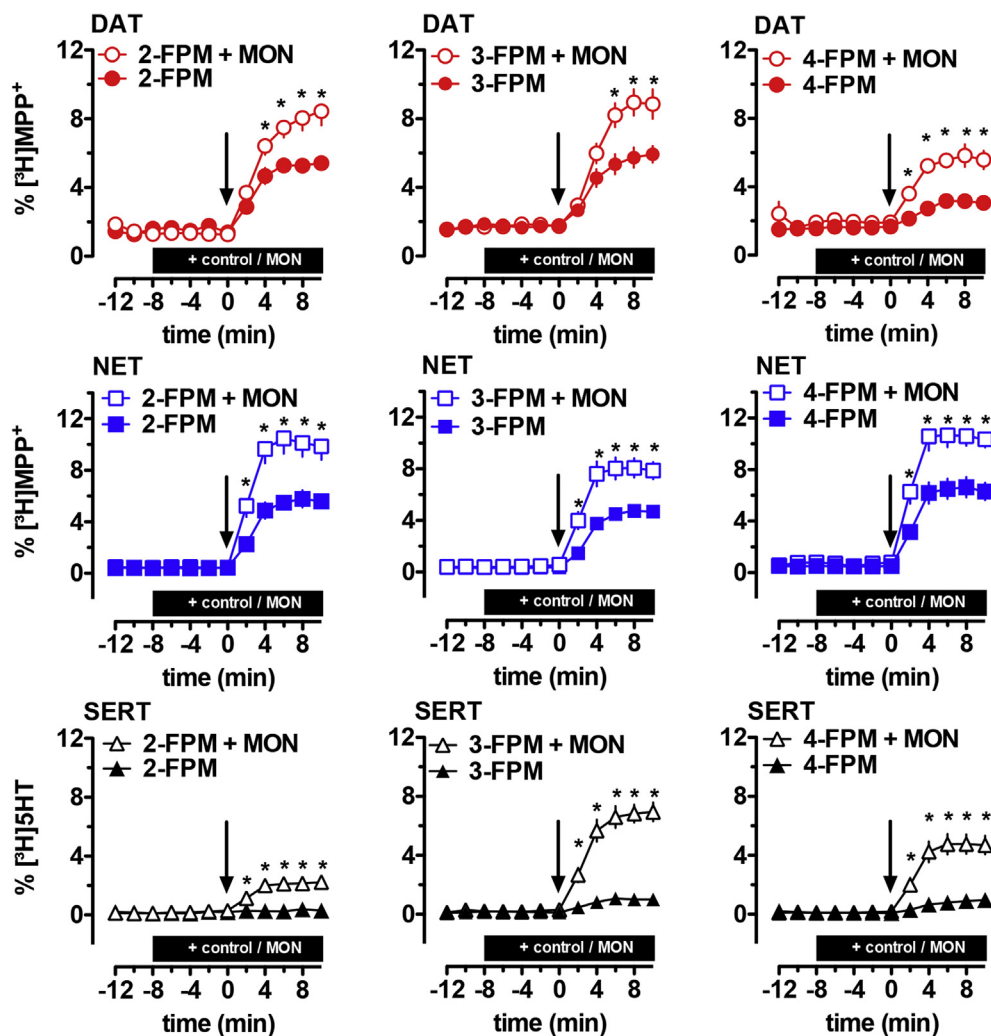 DAT
2-FPM + MON
2-FPM
% [³H]MPP⁺
12
8
4
0
* * * *
+ control / MON
-12 -8 -4 0 4 8
time (min)
DAT
3-FPM + MON
3-FPM
12
8
4
0
* * *
+ control / MON
-12 -8 -4 0 4 8
time (min)
DAT
4-FPM + MON
4-FPM
12
8
4
0
* * * * *
+ control / MON
-12 -8 -4 0 4 8
time (min)
NET
2-FPM + MON
2-FPM
% [³H]MPP⁺
12
8
4
0
* * * * *
+ control / MON
-12 -8 -4 0 4 8
time (min)
NET
3-FPM + MON
3-FPM
12
8
4
0
* * * * *
+ control / MON
-12 -8 -4 0 4 8
time (min)
NET
4-FPM + MON
4-FPM
12
8
4
0
* * * * *
+ control / MON
-12 -8 -4 0 4 8
time (min)
SERT
2-FPM + MON
2-FPM
% [³H]5HT
12
8
4
0
* * * * *
+ control / MON
-12 -8 -4 0 4 8
time (min)
SERT
3-FPM + MON
3-FPM
12
8
4
0
* * * * *
+ control / MON
-12 -8 -4 0 4 8
time (min)
SERT
4-FPM + MON
4-FPM
12
8
4
0
* * * * *
+ control / MON
-12 -8 -4 0 4 8
time (min)